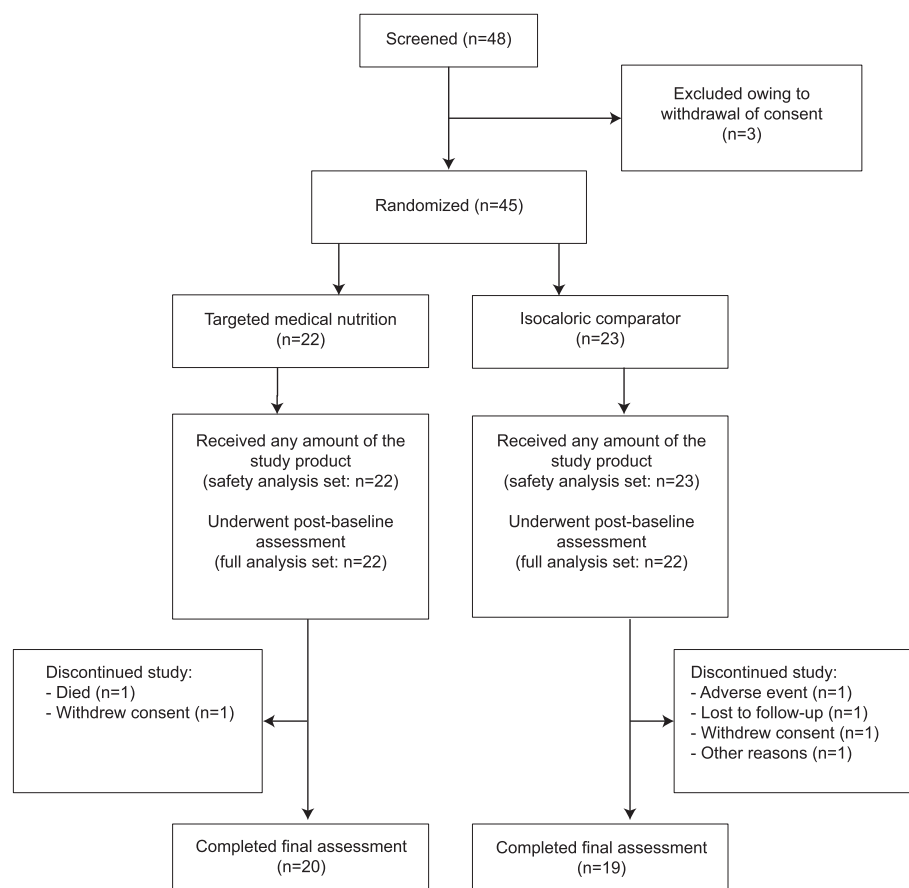 Screened (n=48)
Excluded owing to
withdrawal of consent
(n=3)
Randomized (n=45)
Targeted medical nutrition
(n=22)
Isocaloric comparator
(n=23)
Received any amount of the
study product
(safety analysis set: n=22)
Underwent post-baseline
assessment
(full analysis set: n=22)
Received any amount of the
study product
(safety analysis set: n=23)
Underwent post-baseline
assessment
(full analysis set: n=22)
Discontinued study:
- Died (n=1)
- Withdrew consent (n=1)
Discontinued study:
- Adverse event (n=1)
- Lost to follow-up (n=1)
- Withdrew consent (n=1)
- Other reasons (n=1)
Completed final assessment
(n=20)
Completed final assessment
(n=19)